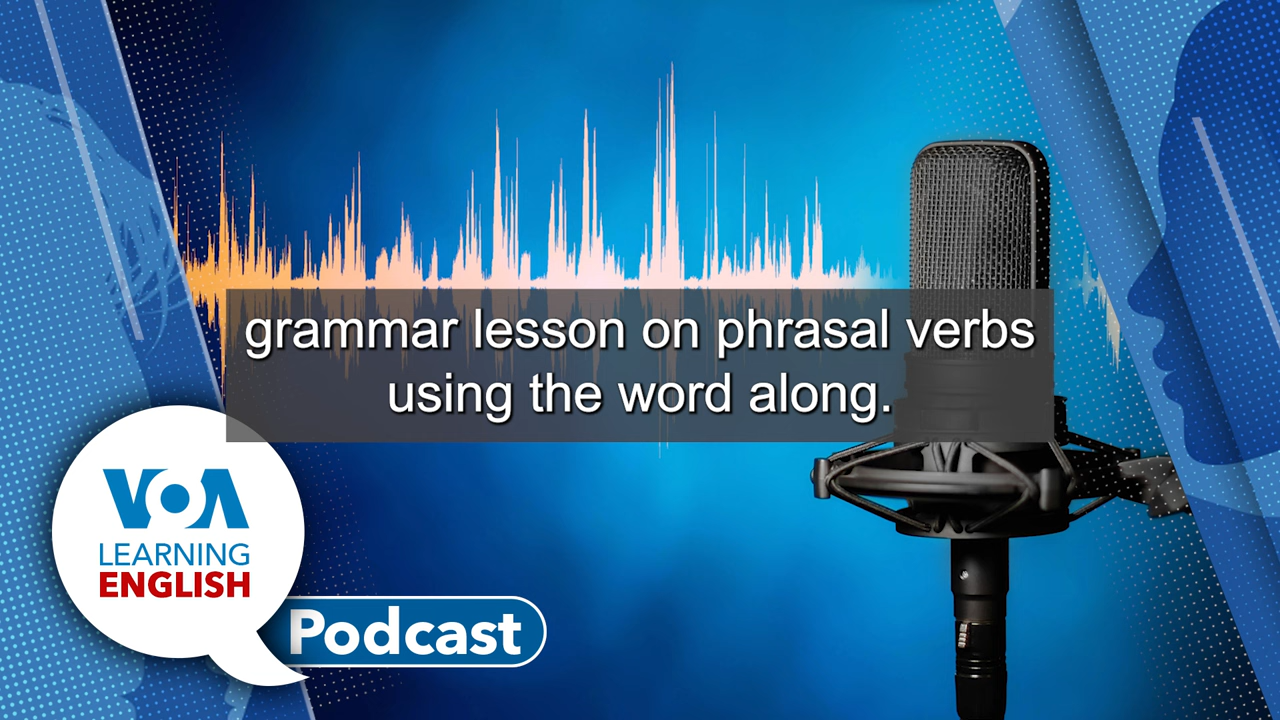 grammar lesson on phrasal verbs
using the word along.
VOA
LEARNING
ENGLISH
Podcast